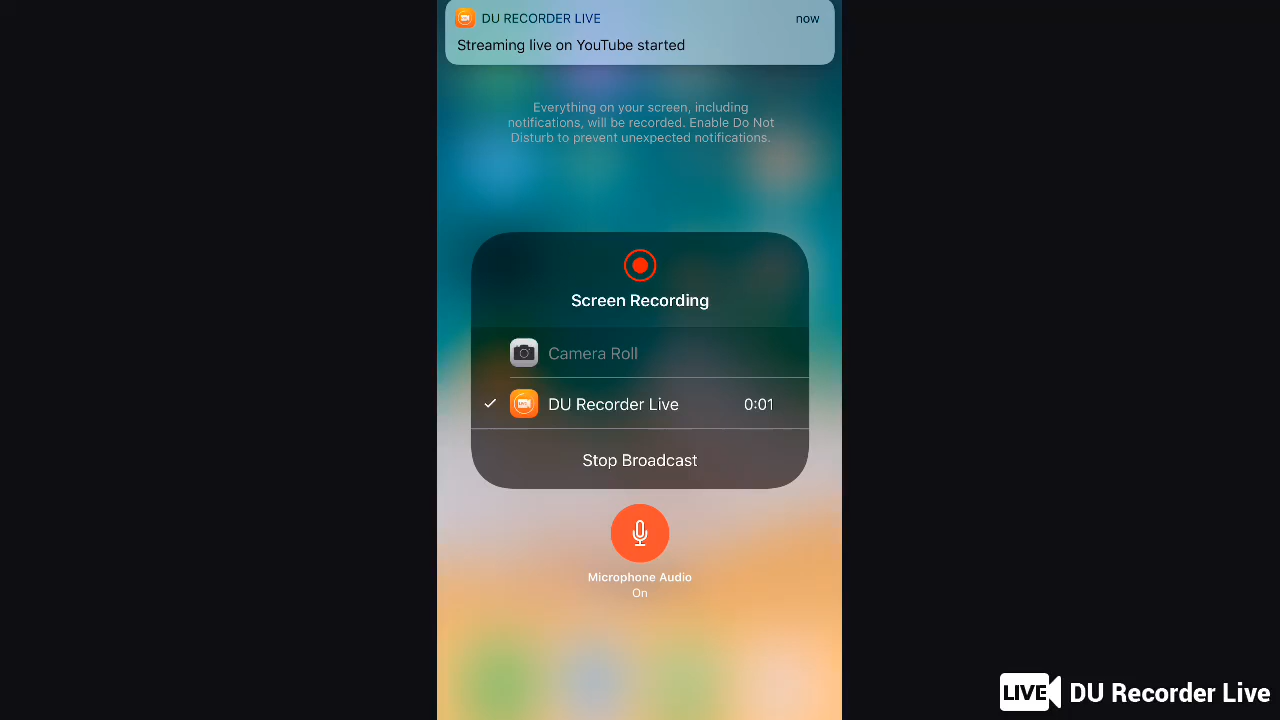 DU RECORDER LIVE now
Streaming live on YouTube started
Everything on your screen, including
notifications, will be recorded. Enable Do Not
Disturb to prevent unexpected notifications.
Screen Recording
Camera Roll
DU Recorder Live 0:01
Stop Broadcast
Microphone Audio
On
LIVE DU Recorder Live